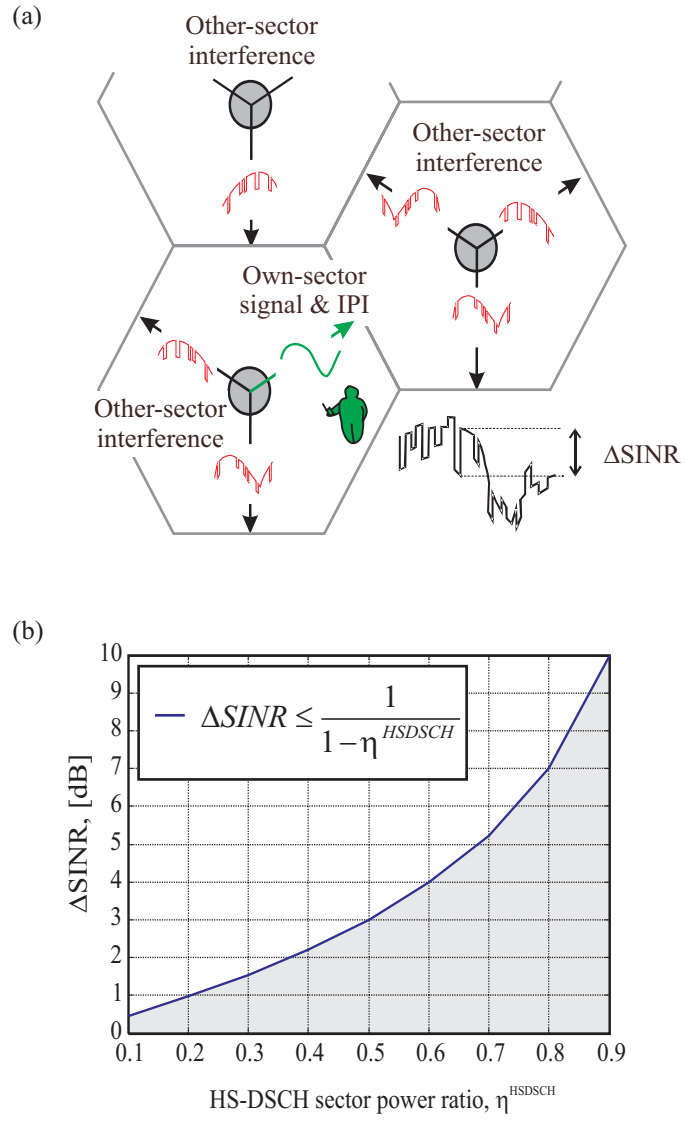 (a)
Other-sector
interference
Other-sector
interference
Own-sector
signal & IPI
Other-sector
interference
ΔSINR
(b)
ΔSINR ≤ 1 / (1 − η^HSDSCH)
ΔSINR, [dB]
10
9
8
7
6
5
4
3
2
1
0
0.1 0.2 0.3 0.4 0.5 0.6 0.7 0.8 0.9
HS-DSCH sector power ratio, η^HSDSCH